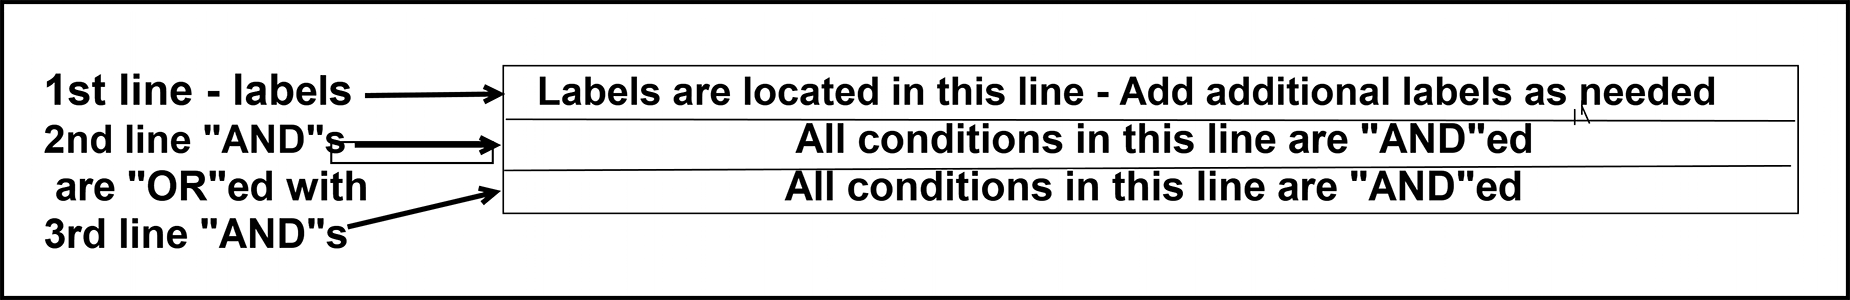 1st line - labels
Labels are located in this line - Add additional labels as needed
2nd line "AND"s
All conditions in this line are "AND"ed
are "OR"ed with
All conditions in this line are "AND"ed
3rd line "AND"s